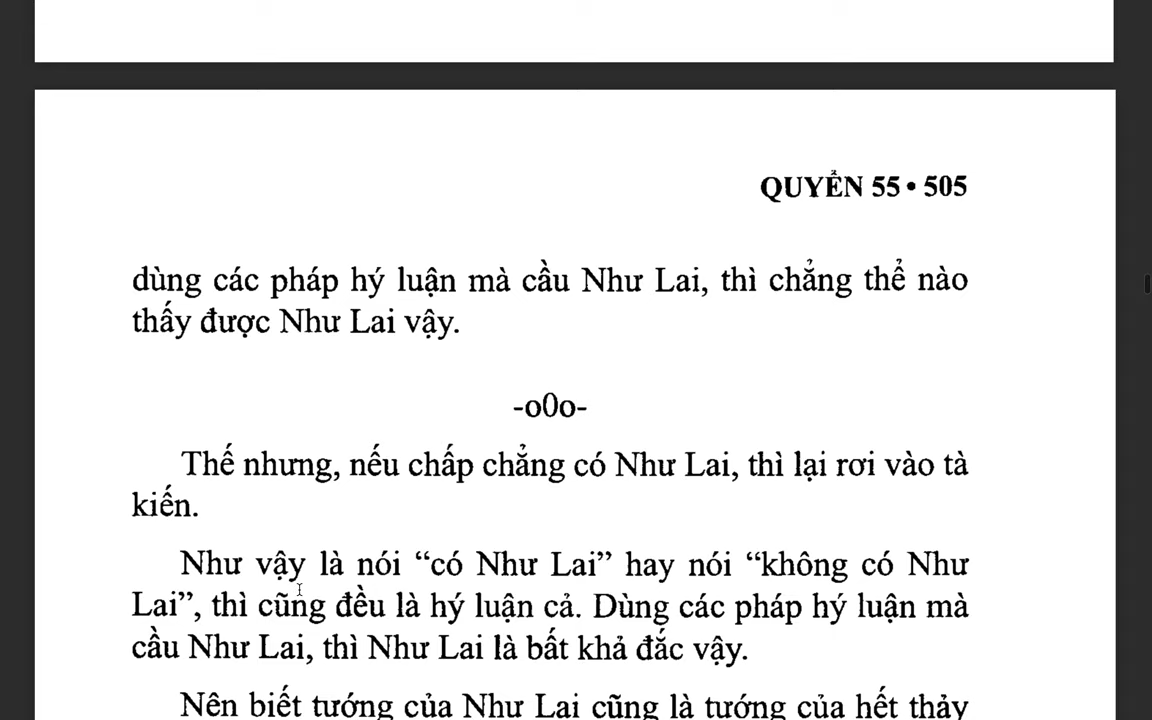 QUYỂN 55 • 505
dùng các pháp hý luận mà cầu Như Lai, thì chẳng thể nào
thấy được Như Lai vậy.
-o0o-
Thế nhưng, nếu chấp chẳng có Như Lai, thì lại rơi vào tà
kiến.
Như vậy là nói “có Như Lai” hay nói “không có Như
Lai”, thì cũng đều là hý luận cả. Dùng các pháp hý luận mà
cầu Như Lai, thì Như Lai là bất khả đắc vậy.
Nên biết tướng của Như Lai cũng là tướng của hết thảy